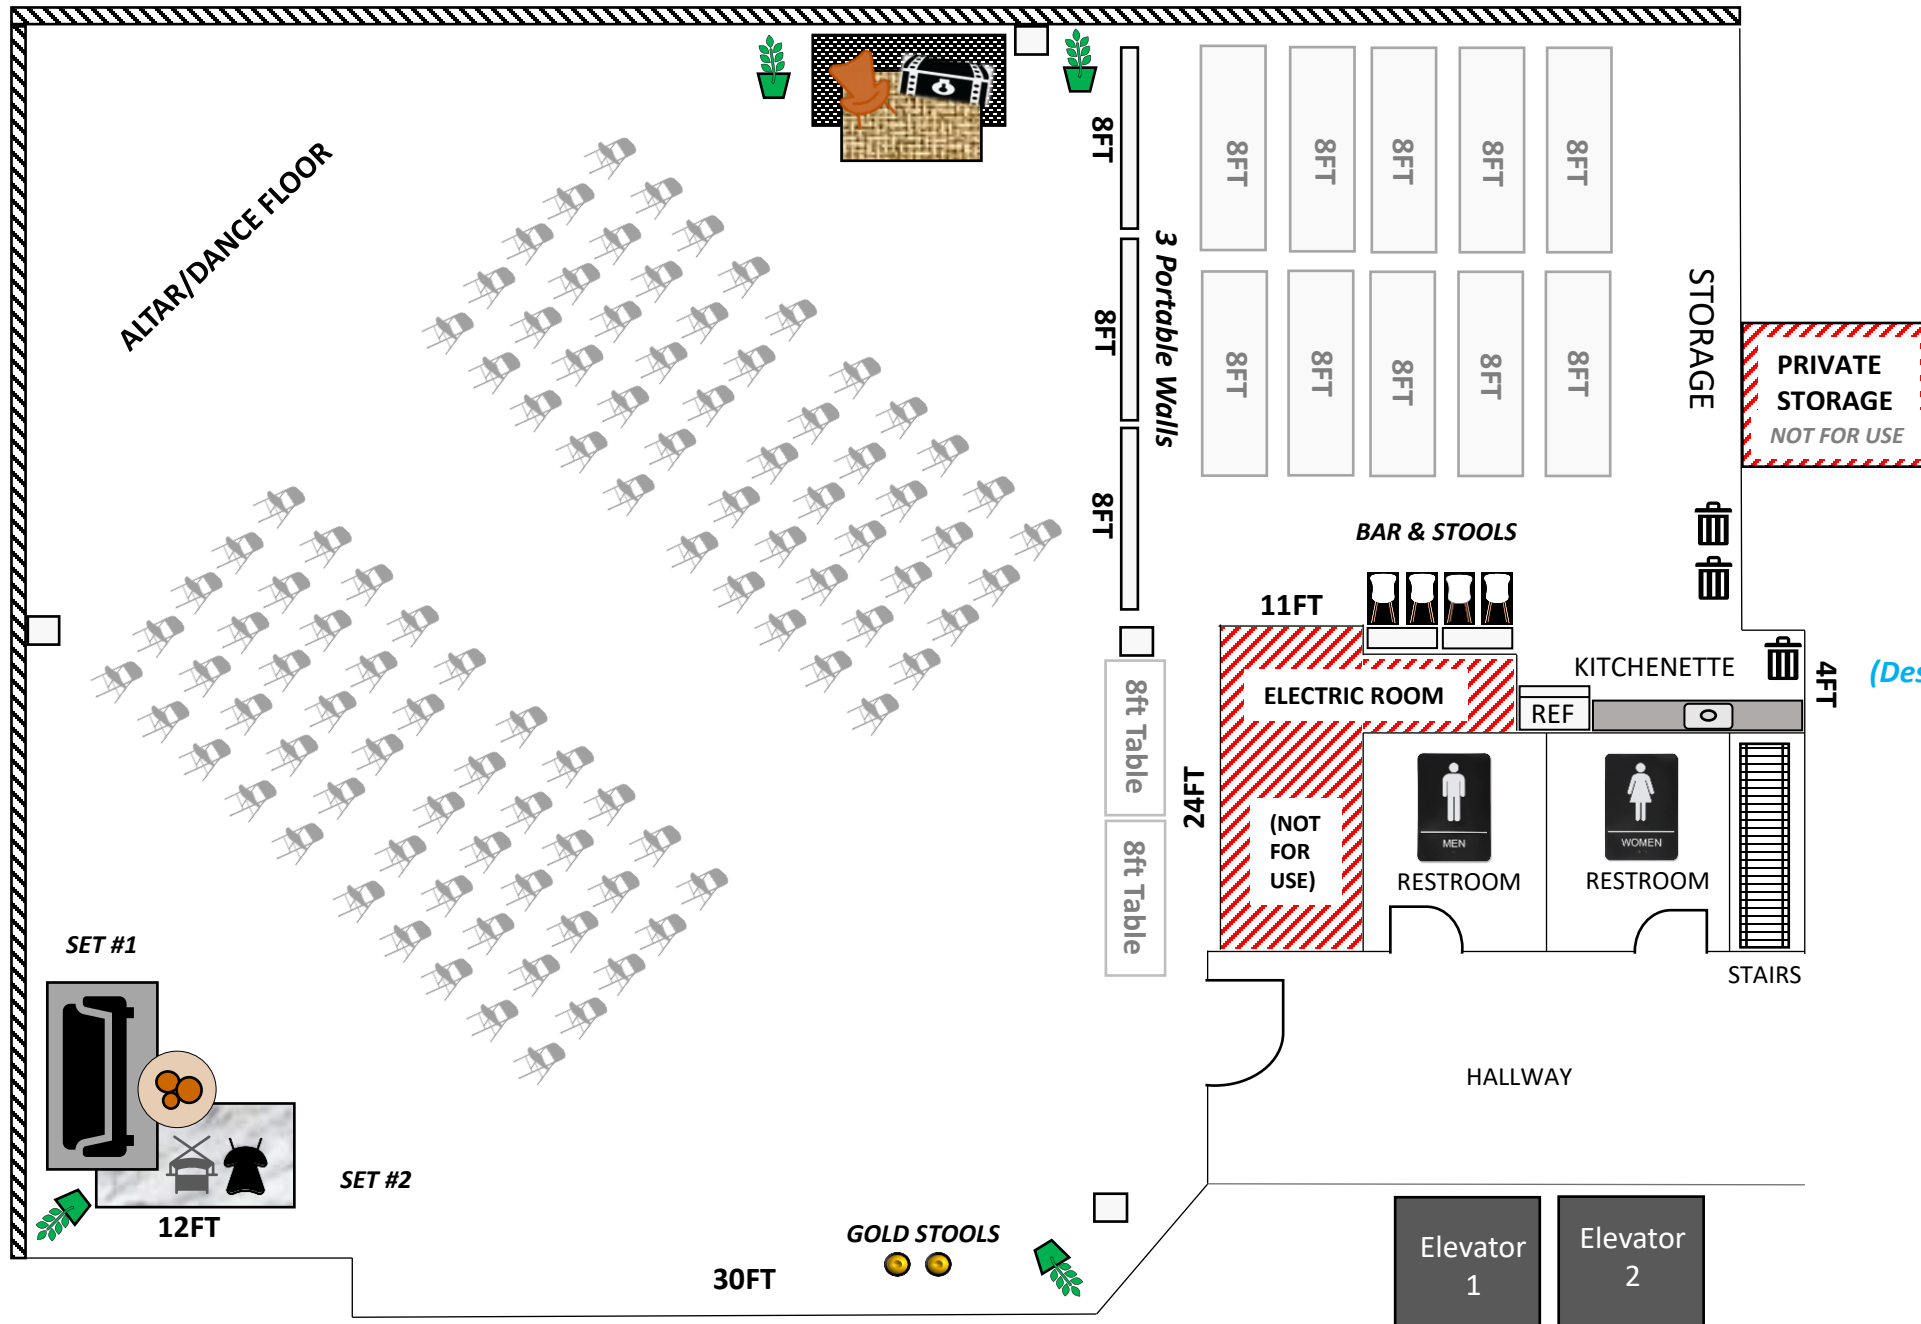 ALTAR/DANCE FLOOR
8FT
8FT
8FT
3 Portable Walls
8FT
8FT
8FT
8FT
8FT
8FT
8FT
8FT
8FT
8FT
STORAGE
PRIVATE
STORAGE
NOT FOR USE
BAR & STOOLS
11FT
KITCHENETTE
4FT
(Des
ELECTRIC ROOM
REF
8ft Table
8ft Table
24FT
(NOT
FOR
USE)
MEN
RESTROOM
WOMEN
RESTROOM
STAIRS
HALLWAY
SET #1
SET #2
12FT
GOLD STOOLS
30FT
Elevator
1
Elevator
2